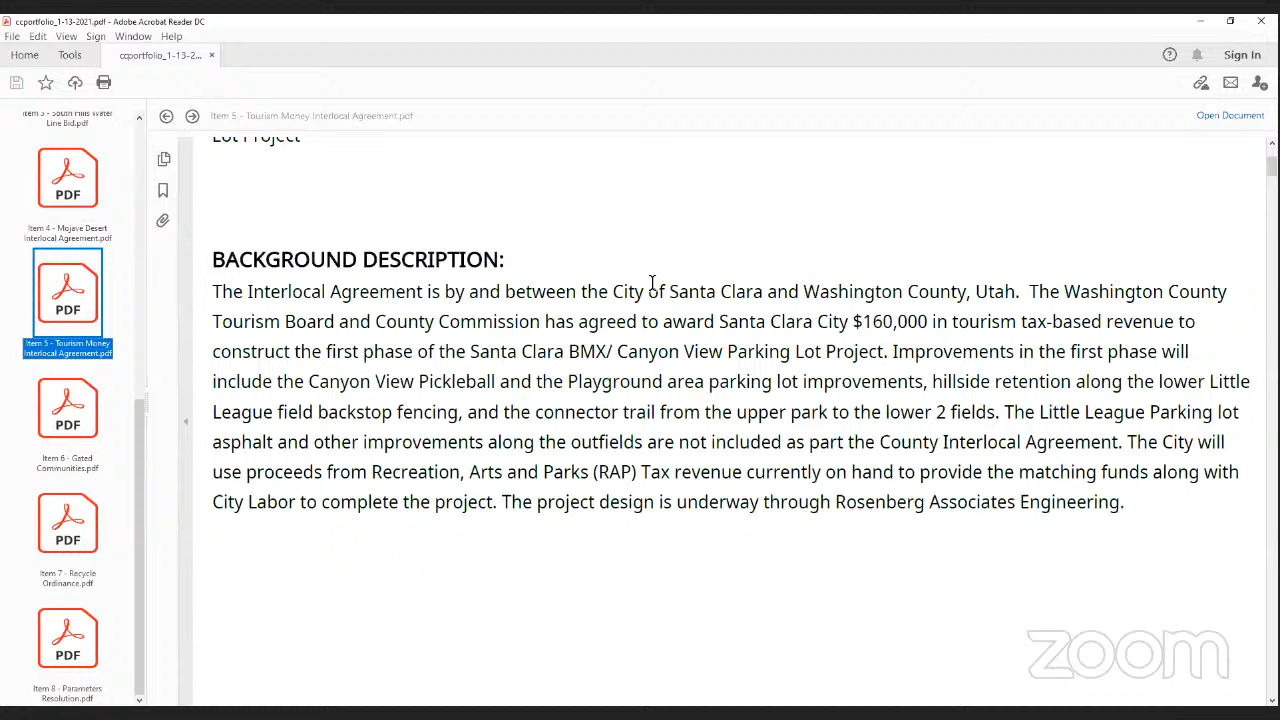 ccportfolio_1-13-2021.pdf - Adobe Acrobat Reader DC
File Edit View Sign Window Help
Home Tools ccportfolio_1-13-2... ×
Sign In
Item 5 - Tourism Money Interlocal Agreement.pdf
Open Document
Item 3 - South Hills Water
Line Bid.pdf
PDF
Item 4 - Mojave Desert
Interlocal Agreement.pdf
PDF
Item 5 - Tourism Money
Interlocal Agreement.pdf
PDF
Item 6 - Gated
Communities.pdf
PDF
Item 7 - Recycle
Ordinance.pdf
PDF
Item 8 - Parameters
Resolution.pdf
Lot Project
BACKGROUND DESCRIPTION:
The Interlocal Agreement is by and between the City of Santa Clara and Washington County, Utah.  The Washington County
Tourism Board and County Commission has agreed to award Santa Clara City $160,000 in tourism tax-based revenue to
construct the first phase of the Santa Clara BMX/ Canyon View Parking Lot Project. Improvements in the first phase will
include the Canyon View Pickleball and the Playground area parking lot improvements, hillside retention along the lower Little
League field backstop fencing, and the connector trail from the upper park to the lower 2 fields. The Little League Parking lot
asphalt and other improvements along the outfields are not included as part the County Interlocal Agreement. The City will
use proceeds from Recreation, Arts and Parks (RAP) Tax revenue currently on hand to provide the matching funds along with
City Labor to complete the project. The project design is underway through Rosenberg Associates Engineering.
zoom